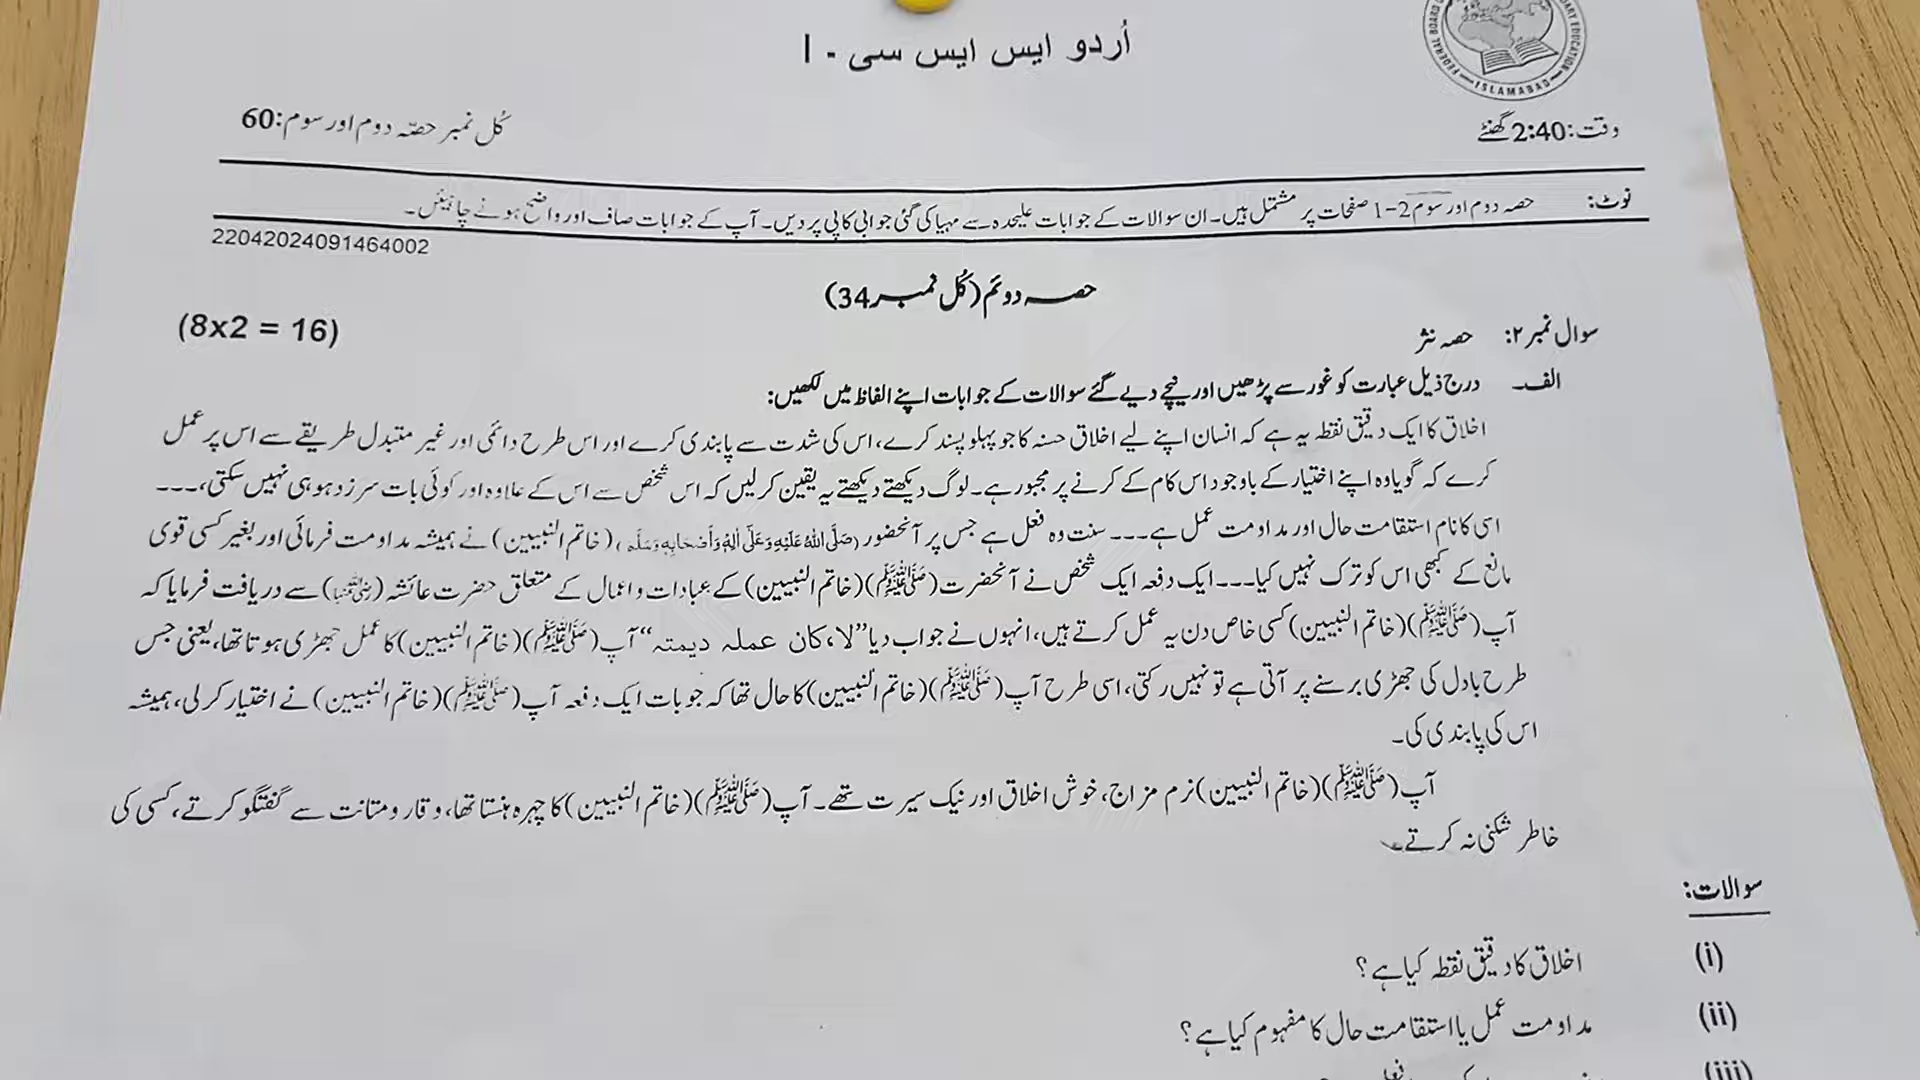 اُردو ایس ایس سی - I
FEDERAL BOARD
EDUCATION
ISLAMABAD
وقت: 2:40 گھنٹے
کُل نمبر حصّہ دوم اور سوم: 60
نوٹ: حصہ دوم اور سوم 2-1 صفحات پر مشتمل ہیں۔ ان سوالات کے جوابات علیحدہ سے مہیا کی گئی جوابی کاپی پر دیں۔ آپ کے جوابات صاف اور واضح ہونے چاہیئں۔
22042024091464002
حصہ دوئم (کُل نمبر 34)
سوال نمبر ۲: حصہ نثر (8x2 = 16)
الف۔ درج ذیل عبارت کو غور سے پڑھیں اور نیچے دیے گئے سوالات کے جوابات اپنے الفاظ میں لکھیں:
اخلاق کا ایک دقیق نقطہ یہ ہے کہ انسان اپنے لیے اخلاق حسنہ کا جو پہلو پسند کرے، اس کی شدت سے پابندی کرے اور اس طرح دائمی اور غیر متبدل طریقے سے اس پر عمل
کرے کہ گویا وہ اپنے اختیار کے باوجود اس کام کے کرنے پر مجبور ہے۔ لوگ دیکھتے دیکھتے یہ یقین کر لیں کہ اس شخص سے اس کے علاوہ اور کوئی بات سرزد ہو ہی نہیں سکتی،۔۔۔
اسی کا نام استقامت حال اور مداومت عمل ہے۔۔۔ سنت وہ فعل ہے جس پر آنحضور (صَلَّی اللهُ عَلَيْهِ وَعَلٰی اٰلِهٖ وَأَصْحَابِهٖ وَسَلَّم) (خاتم النبیین) نے ہمیشہ مداومت فرمائی اور بغیر کسی قوی
مانع کے کبھی اس کو ترک نہیں کیا۔۔۔ ایک دفعہ ایک شخص نے آنحضرت (ﷺ) (خاتم النبیین) کے عبادات و اعمال کے متعلق حضرت عائشہ (رضی اللہ عنہا) سے دریافت فرمایا کہ
آپ (ﷺ) (خاتم النبیین) کسی خاص دن یہ عمل کرتے ہیں، انہوں نے جواب دیا ”لا، کان عملہ دیمتہ“ آپ (ﷺ) (خاتم النبیین) کا عمل جھڑی ہوتا تھا، یعنی جس
طرح بادل کی جھڑی برسنے پر آتی ہے تو نہیں رکتی، اسی طرح آپ (ﷺ) (خاتم النبیین) کا حال تھا کہ جو بات ایک دفعہ آپ (ﷺ) (خاتم النبیین) نے اختیار کر لی، ہمیشہ
اس کی پابندی کی۔
آپ (ﷺ) (خاتم النبیین) نرم مزاج، خوش اخلاق اور نیک سیرت تھے۔ آپ (ﷺ) (خاتم النبیین) کا چہرہ ہنستا تھا، وقار و متانت سے گفتگو کرتے، کسی کی
خاطر شکنی نہ کرتے۔
سوالات:
(i) اخلاق کا دقیق نقطہ کیا ہے؟
(ii) مداومت عمل یا استقامت حال کا مفہوم کیا ہے؟
(iii)